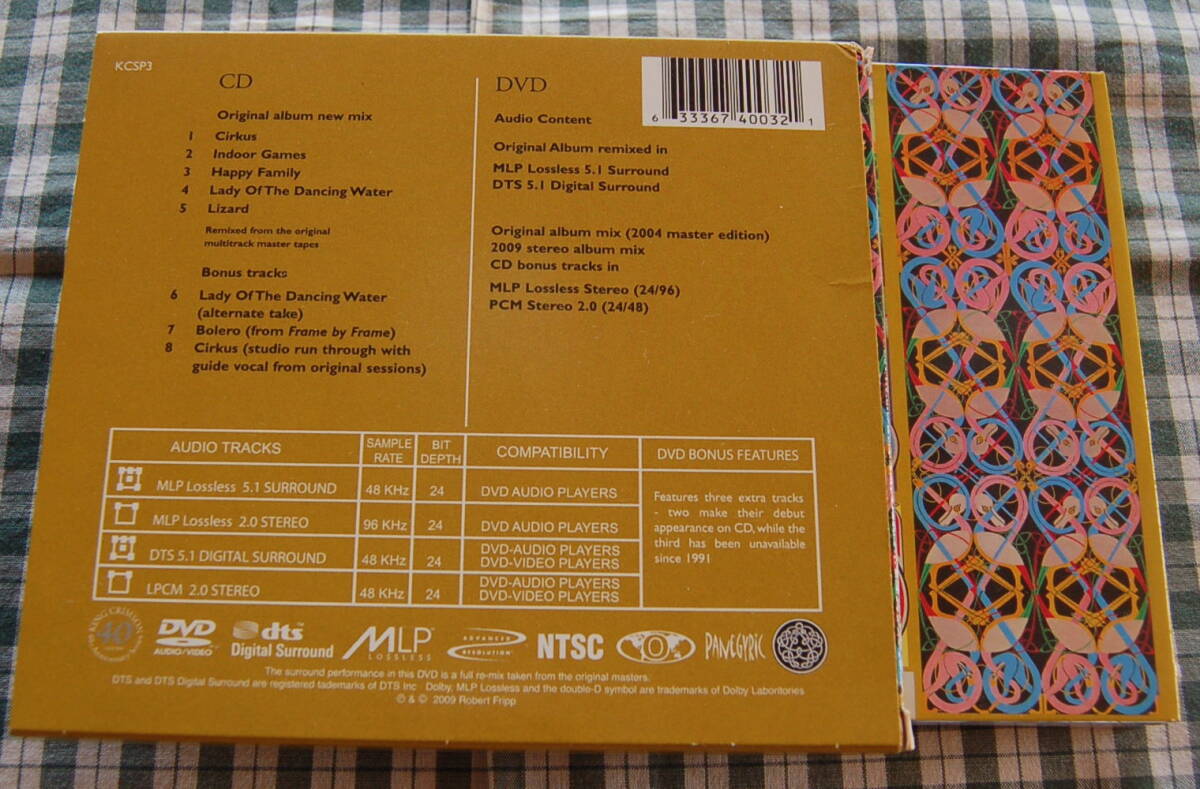 KCSP3
CD
Original album new mix
1 Cirkus
2 Indoor Games
3 Happy Family
4 Lady Of The Dancing Water
5 Lizard
Remixed from the original
multitrack master tapes
Bonus tracks
6 Lady Of The Dancing Water
(alternate take)
7 Bolero (from Frame by Frame)
8 Cirkus (studio run through with
guide vocal from original sessions)
DVD
Audio Content
Original Album remixed in
MLP Lossless 5.1 Surround
DTS 5.1 Digital Surround
Original album mix (2004 master edition)
2009 stereo album mix
CD bonus tracks in
MLP Lossless Stereo (24/96)
PCM Stereo 2.0 (24/48)
6 33367 40032 1
AUDIO TRACKS SAMPLE RATE BIT DEPTH COMPATIBILITY DVD BONUS FEATURES
MLP Lossless 5.1 SURROUND 48 KHz 24 DVD AUDIO PLAYERS
MLP Lossless 2.0 STEREO 96 KHz 24 DVD AUDIO PLAYERS
DTS 5.1 DIGITAL SURROUND 48 KHz 24 DVD-AUDIO PLAYERS
DVD-VIDEO PLAYERS
LPCM 2.0 STEREO 48 KHz 24 DVD-AUDIO PLAYERS
DVD-VIDEO PLAYERS
Features three extra tracks
- two make their debut
appearance on CD, while the
third has been unavailable
since 1991
KING CRIMSON 40
DVD AUDIO/VIDEO
dts Digital Surround
MLP LOSSLESS
ADVANCED RESOLUTION
NTSC
0
PANEGYRIC
The surround performance in this DVD is a full re-mix taken from the original masters.
DTS and DTS Digital Surround are registered trademarks of DTS Inc Dolby, MLP Lossless and the double-D symbol are trademarks of Dolby Laboritories
℗ & © 2009 Robert Fripp